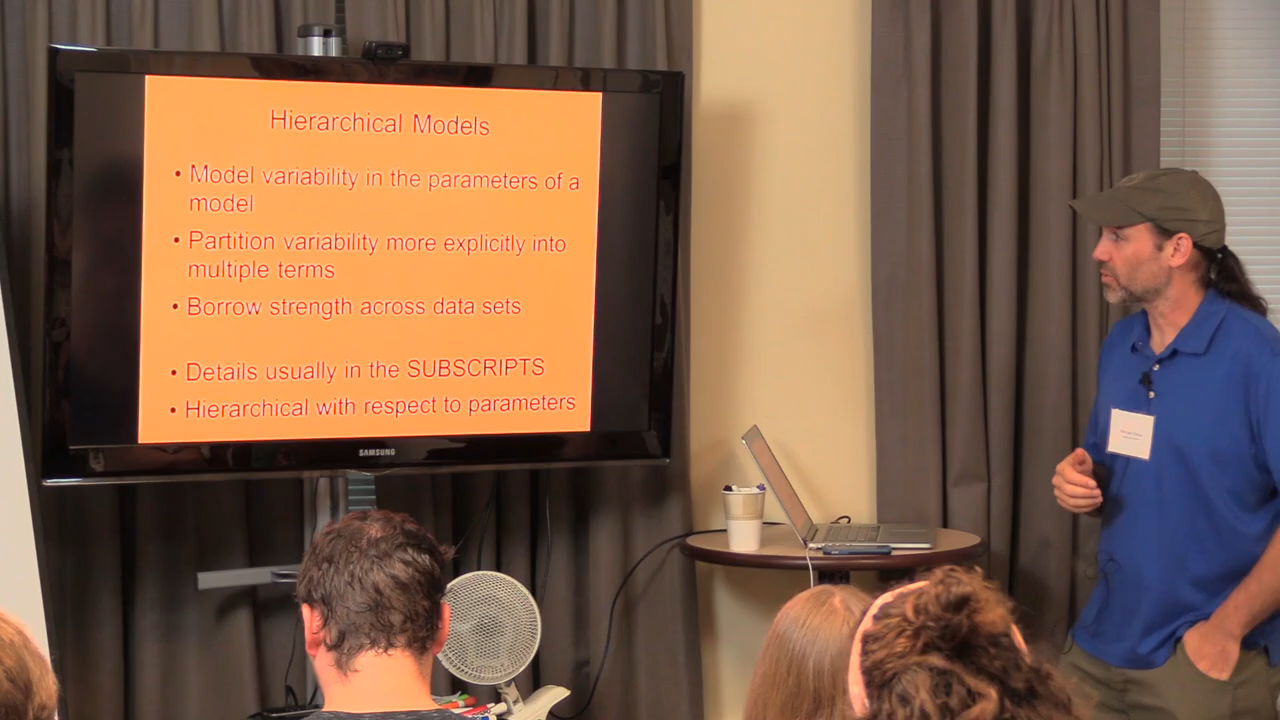 Hierarchical Models
• Model variability in the parameters of a
model
• Partition variability more explicitly into
multiple terms
• Borrow strength across data sets
• Details usually in the SUBSCRIPTS
• Hierarchical with respect to parameters
SAMSUNG